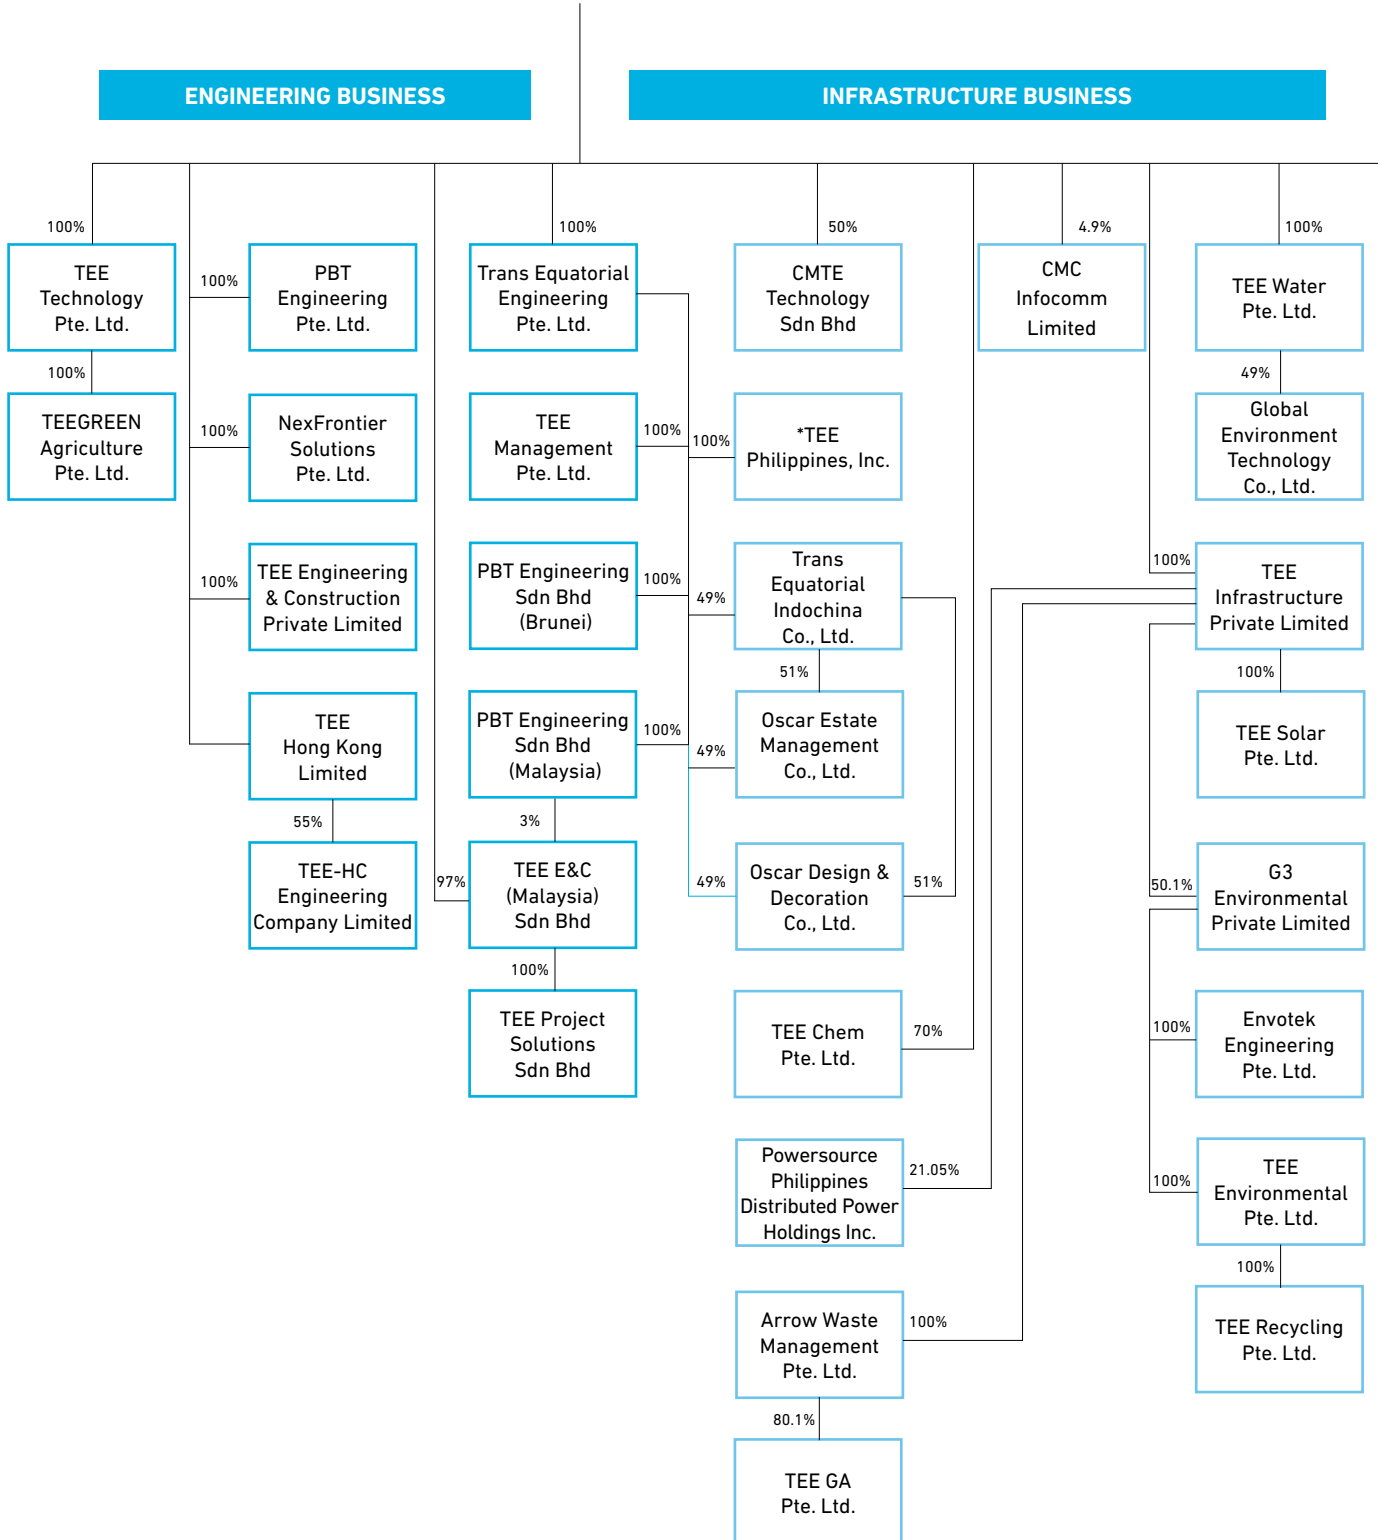 ENGINEERING BUSINESS
INFRASTRUCTURE BUSINESS
100%
100%
50%
4.9%
100%
TEE
Technology
Pte. Ltd.
100%
PBT
Engineering
Pte. Ltd.
Trans Equatorial
Engineering
Pte. Ltd.
CMTE
Technology
Sdn Bhd
CMC
Infocomm
Limited
TEE Water
Pte. Ltd.
100%
49%
TEEGREEN
Agriculture
Pte. Ltd.
100%
NexFrontier
Solutions
Pte. Ltd.
TEE
Management
Pte. Ltd.
100%
100%
*TEE
Philippines, Inc.
Global
Environment
Technology
Co., Ltd.
100%
TEE Engineering
& Construction
Private Limited
PBT Engineering
Sdn Bhd
(Brunei)
100%
49%
Trans
Equatorial
Indochina
Co., Ltd.
100%
TEE
Infrastructure
Private Limited
51%
100%
TEE
Hong Kong
Limited
PBT Engineering
Sdn Bhd
(Malaysia)
100%
49%
Oscar Estate
Management
Co., Ltd.
TEE Solar
Pte. Ltd.
55%
3%
TEE-HC
Engineering
Company Limited
97%
TEE E&C
(Malaysia)
Sdn Bhd
49%
Oscar Design &
Decoration
Co., Ltd.
51%
50.1%
G3
Environmental
Private Limited
100%
TEE Project
Solutions
Sdn Bhd
TEE Chem
Pte. Ltd.
70%
100%
Envotek
Engineering
Pte. Ltd.
Powersource
Philippines
Distributed Power
Holdings Inc.
21.05%
100%
TEE
Environmental
Pte. Ltd.
100%
Arrow Waste
Management
Pte. Ltd.
100%
TEE Recycling
Pte. Ltd.
80.1%
TEE GA
Pte. Ltd.